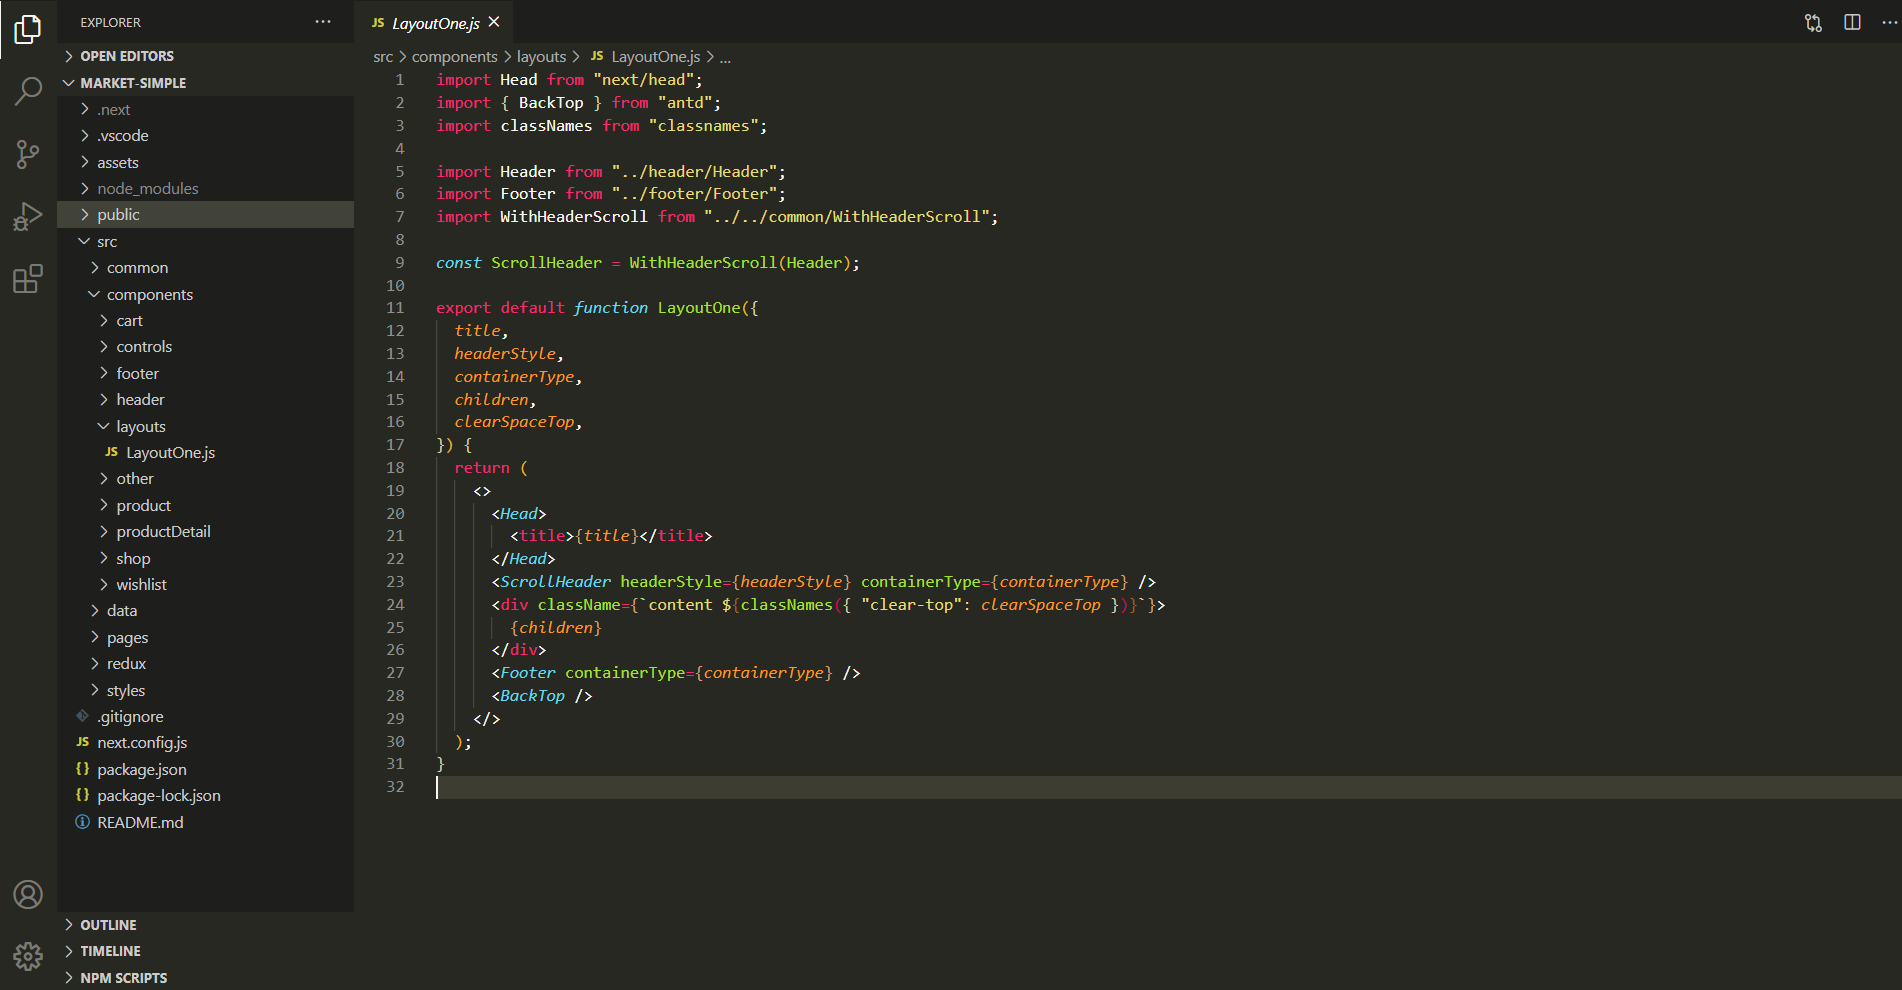 EXPLORER
OPEN EDITORS
MARKET-SIMPLE
.next
.vscode
assets
node_modules
public
src
common
components
cart
controls
footer
header
layouts
JS LayoutOne.js
other
product
productDetail
shop
wishlist
data
pages
redux
styles
.gitignore
JS next.config.js
{} package.json
{} package-lock.json
README.md
OUTLINE
TIMELINE
NPM SCRIPTS
JS LayoutOne.js
src > components > layouts > JS LayoutOne.js > ...
1 import Head from "next/head";
2 import { BackTop } from "antd";
3 import classNames from "classnames";
4
5 import Header from "../header/Header";
6 import Footer from "../footer/Footer";
7 import WithHeaderScroll from "../../common/WithHeaderScroll";
8
9 const ScrollHeader = WithHeaderScroll(Header);
10
11 export default function LayoutOne({
12   title,
13   headerStyle,
14   containerType,
15   children,
16   clearSpaceTop,
17 }) {
18   return (
19     <>
20       <Head>
21         <title>{title}</title>
22       </Head>
23       <ScrollHeader headerStyle={headerStyle} containerType={containerType} />
24       <div className={`content ${classNames({ "clear-top": clearSpaceTop })}`}>
25         {children}
26       </div>
27       <Footer containerType={containerType} />
28       <BackTop />
29     </>
30   );
31 }
32